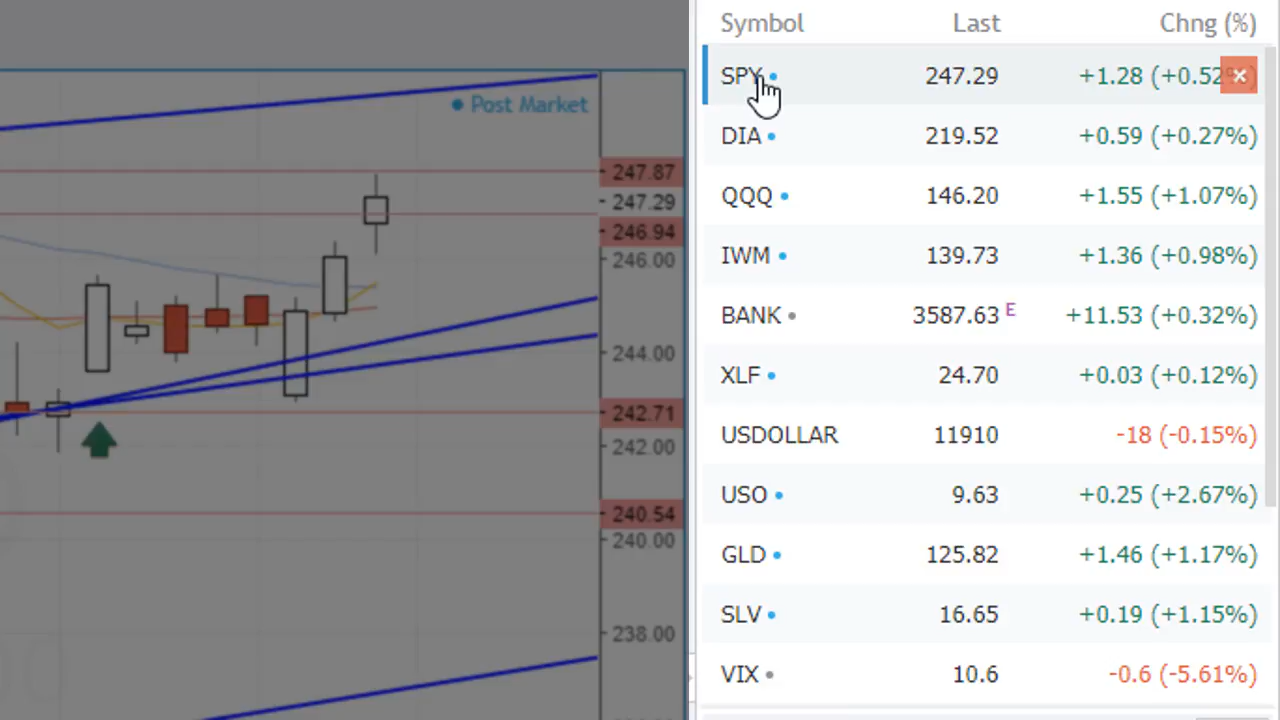 Symbol Last Chng (%)
SPY 247.29 +1.28 (+0.52
DIA 219.52 +0.59 (+0.27%)
QQQ 146.20 +1.55 (+1.07%)
IWM 139.73 +1.36 (+0.98%)
BANK 3587.63 E +11.53 (+0.32%)
XLF 24.70 +0.03 (+0.12%)
USDOLLAR 11910 -18 (-0.15%)
USO 9.63 +0.25 (+2.67%)
GLD 125.82 +1.46 (+1.17%)
SLV 16.65 +0.19 (+1.15%)
VIX 10.6 -0.6 (-5.61%)
Post Market
247.87
247.29
246.94
246.00
244.00
242.71
242.00
240.54
240.00
238.00